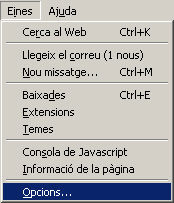 Eines Ajuda
Cerca al Web Ctrl+K
Llegeix el correu (1 nous)
Nou missatge... Ctrl+M
Baixades Ctrl+E
Extensions
Temes
Consola de Javascript
Informació de la pàgina
Opcions...